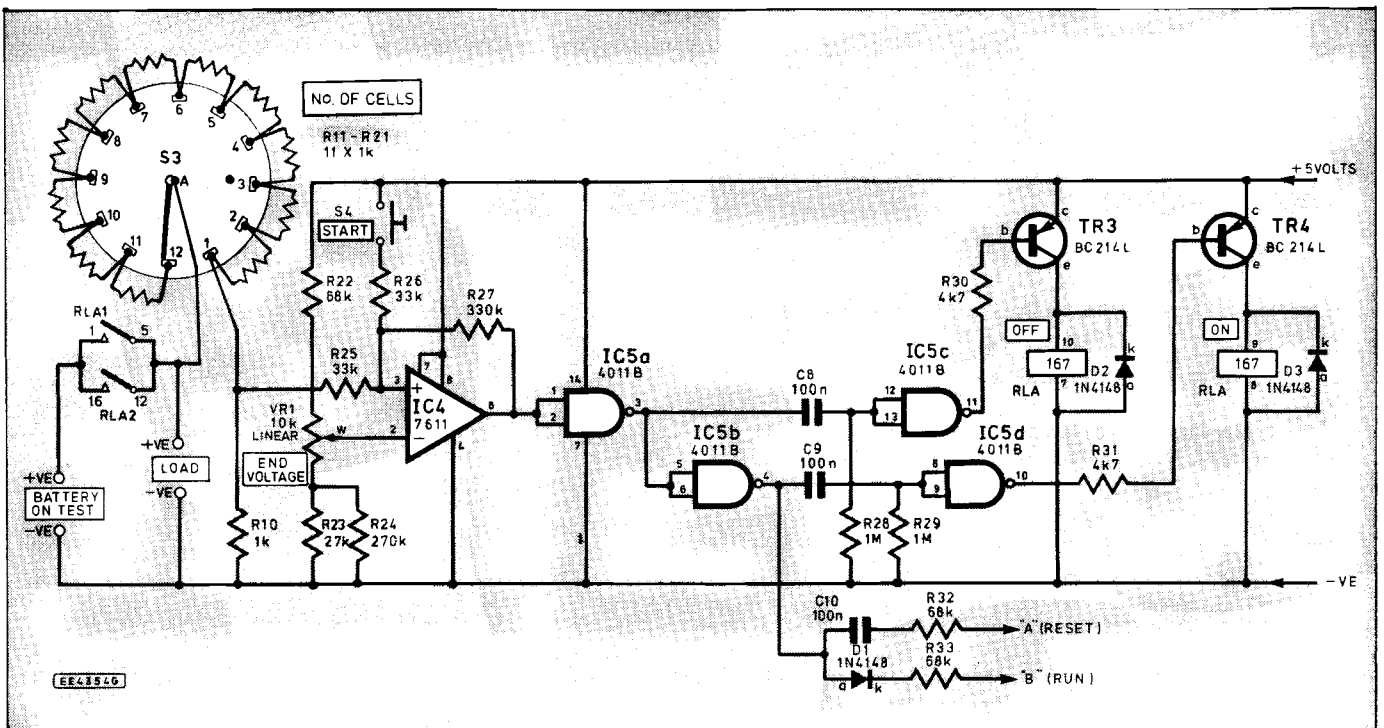 NO. OF CELLS
R11 - R21
11 X 1k
6
7
5
8
4
S3
A
9
3
10
2
11
12
1
RLA1
1
5
16
12
RLA2
+VE
LOAD
-VE
+VE
BATTERY
ON TEST
-VE
S4
START
R22
68k
R26
33k
R27
330k
R25
33k
VR1
10k
LINEAR
W
END
VOLTAGE
3
7
8
+
IC4
7611
2
-
6
4
R10
1k
R23
27k
R24
270k
IC5a
4011B
14
1
2
3
7
IC5b
5
6
4
4011B
C8
100n
C9
100n
IC5c
4011B
12
13
11
IC5d
4011B
8
9
10
R28
1M
R29
1M
R30
4k7
R31
4k7
+5VOLTS
c
b
TR3
BC214L
e
OFF
10
167
7
RLA
k
D2
1N4148
a
c
b
TR4
BC214L
e
ON
9
167
8
RLA
k
D3
1N4148
a
-VE
C10
100n
R32
68k
"A" (RESET)
D1
1N4148
a
k
R33
68k
"B" (RUN)
EE4354G